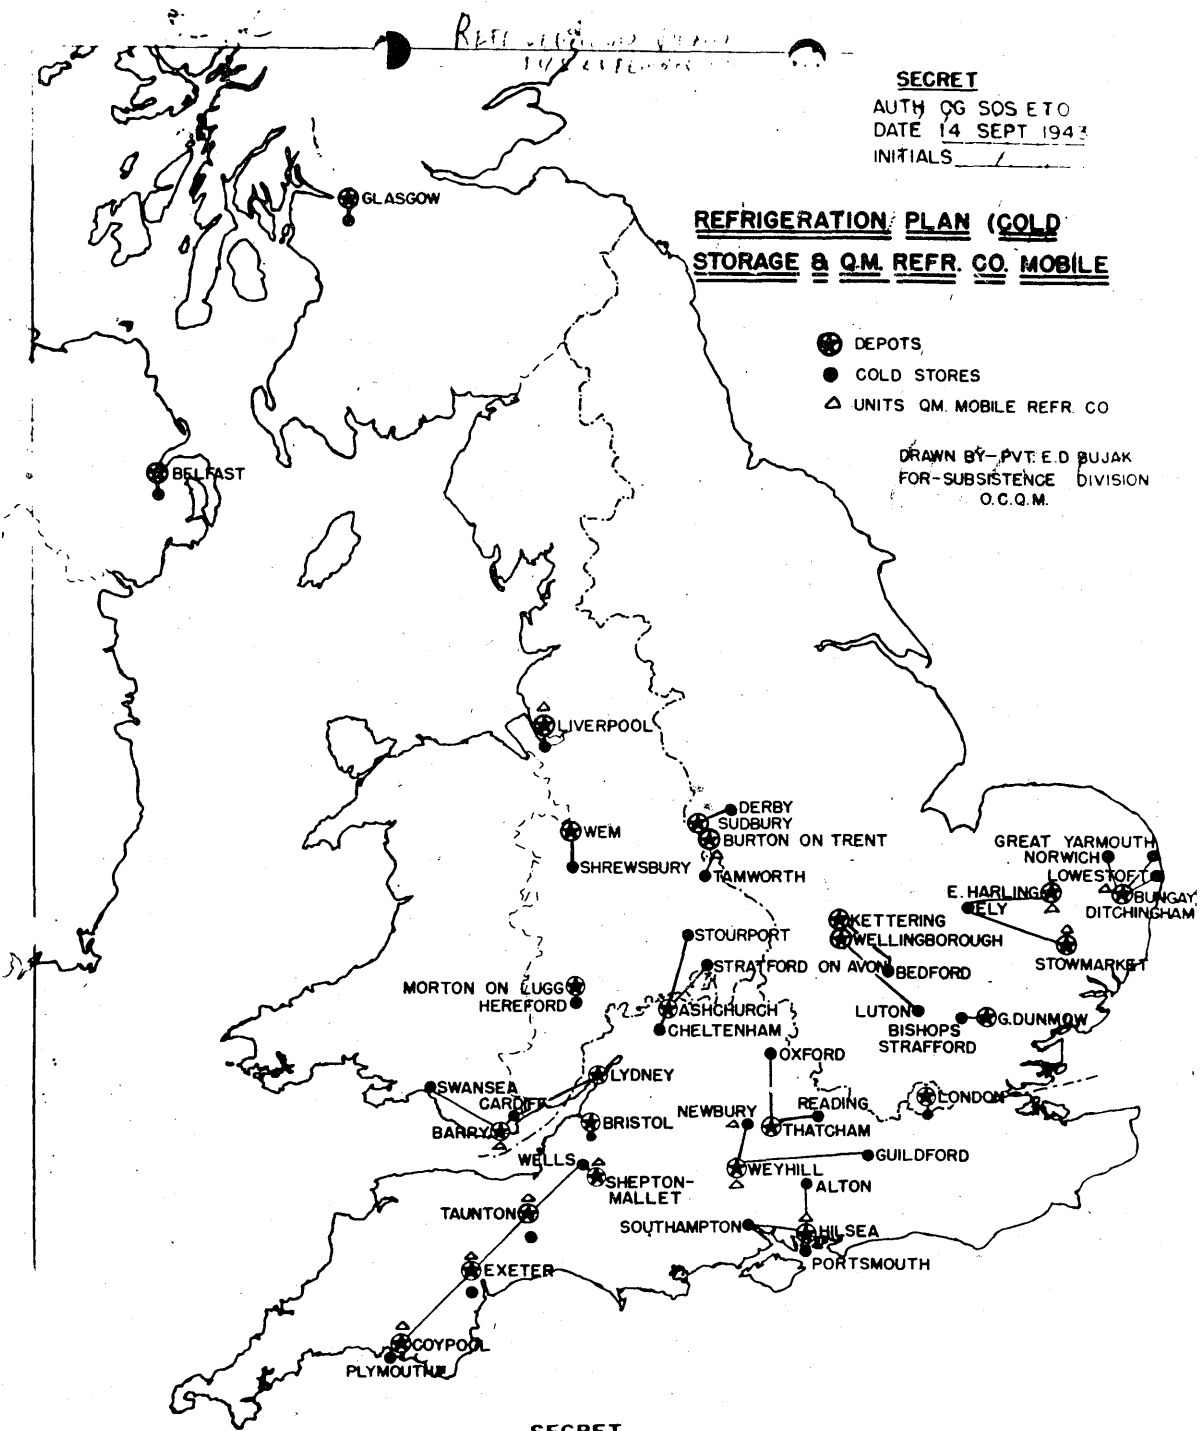 SECRET
AUTH CG SOS ETO
DATE 14 SEPT 1943
INITIALS
REFRIGERATION PLAN (COLD
STORAGE & Q.M. REFR. CO. MOBILE
DEPOTS
COLD STORES
UNITS QM. MOBILE REFR. CO
DRAWN BY-PVT. E.D BUJAK
FOR-SUBSISTENCE DIVISION
O.C.Q.M.
GLASGOW
BELFAST
LIVERPOOL
DERBY
SUDBURY
WEM
BURTON ON TRENT
GREAT YARMOUTH
NORWICH
SHREWSBURY
TAMWORTH
LOWESTOFT
E. HARLING
BUNGAY
ELY
DITCHINGHAM
KETTERING
STOURPORT
WELLINGBOROUGH
STRATFORD ON AVON
BEDFORD
STOWMARKET
MORTON ON LUGG
HEREFORD
ASHCHURCH
LUTON
G.DUNMOW
CHELTENHAM
BISHOPS
STRAFFORD
OXFORD
LYDNEY
SWANSEA
CARDIFF
LONDON
READING
NEWBURY
BARRY
BRISTOL
THATCHAM
WELLS
GUILDFORD
WEYHILL
SHEPTON-
MALLET
ALTON
TAUNTON
SOUTHAMPTON
HILSEA
PORTSMOUTH
EXETER
COYPOOL
PLYMOUTH
SECRET